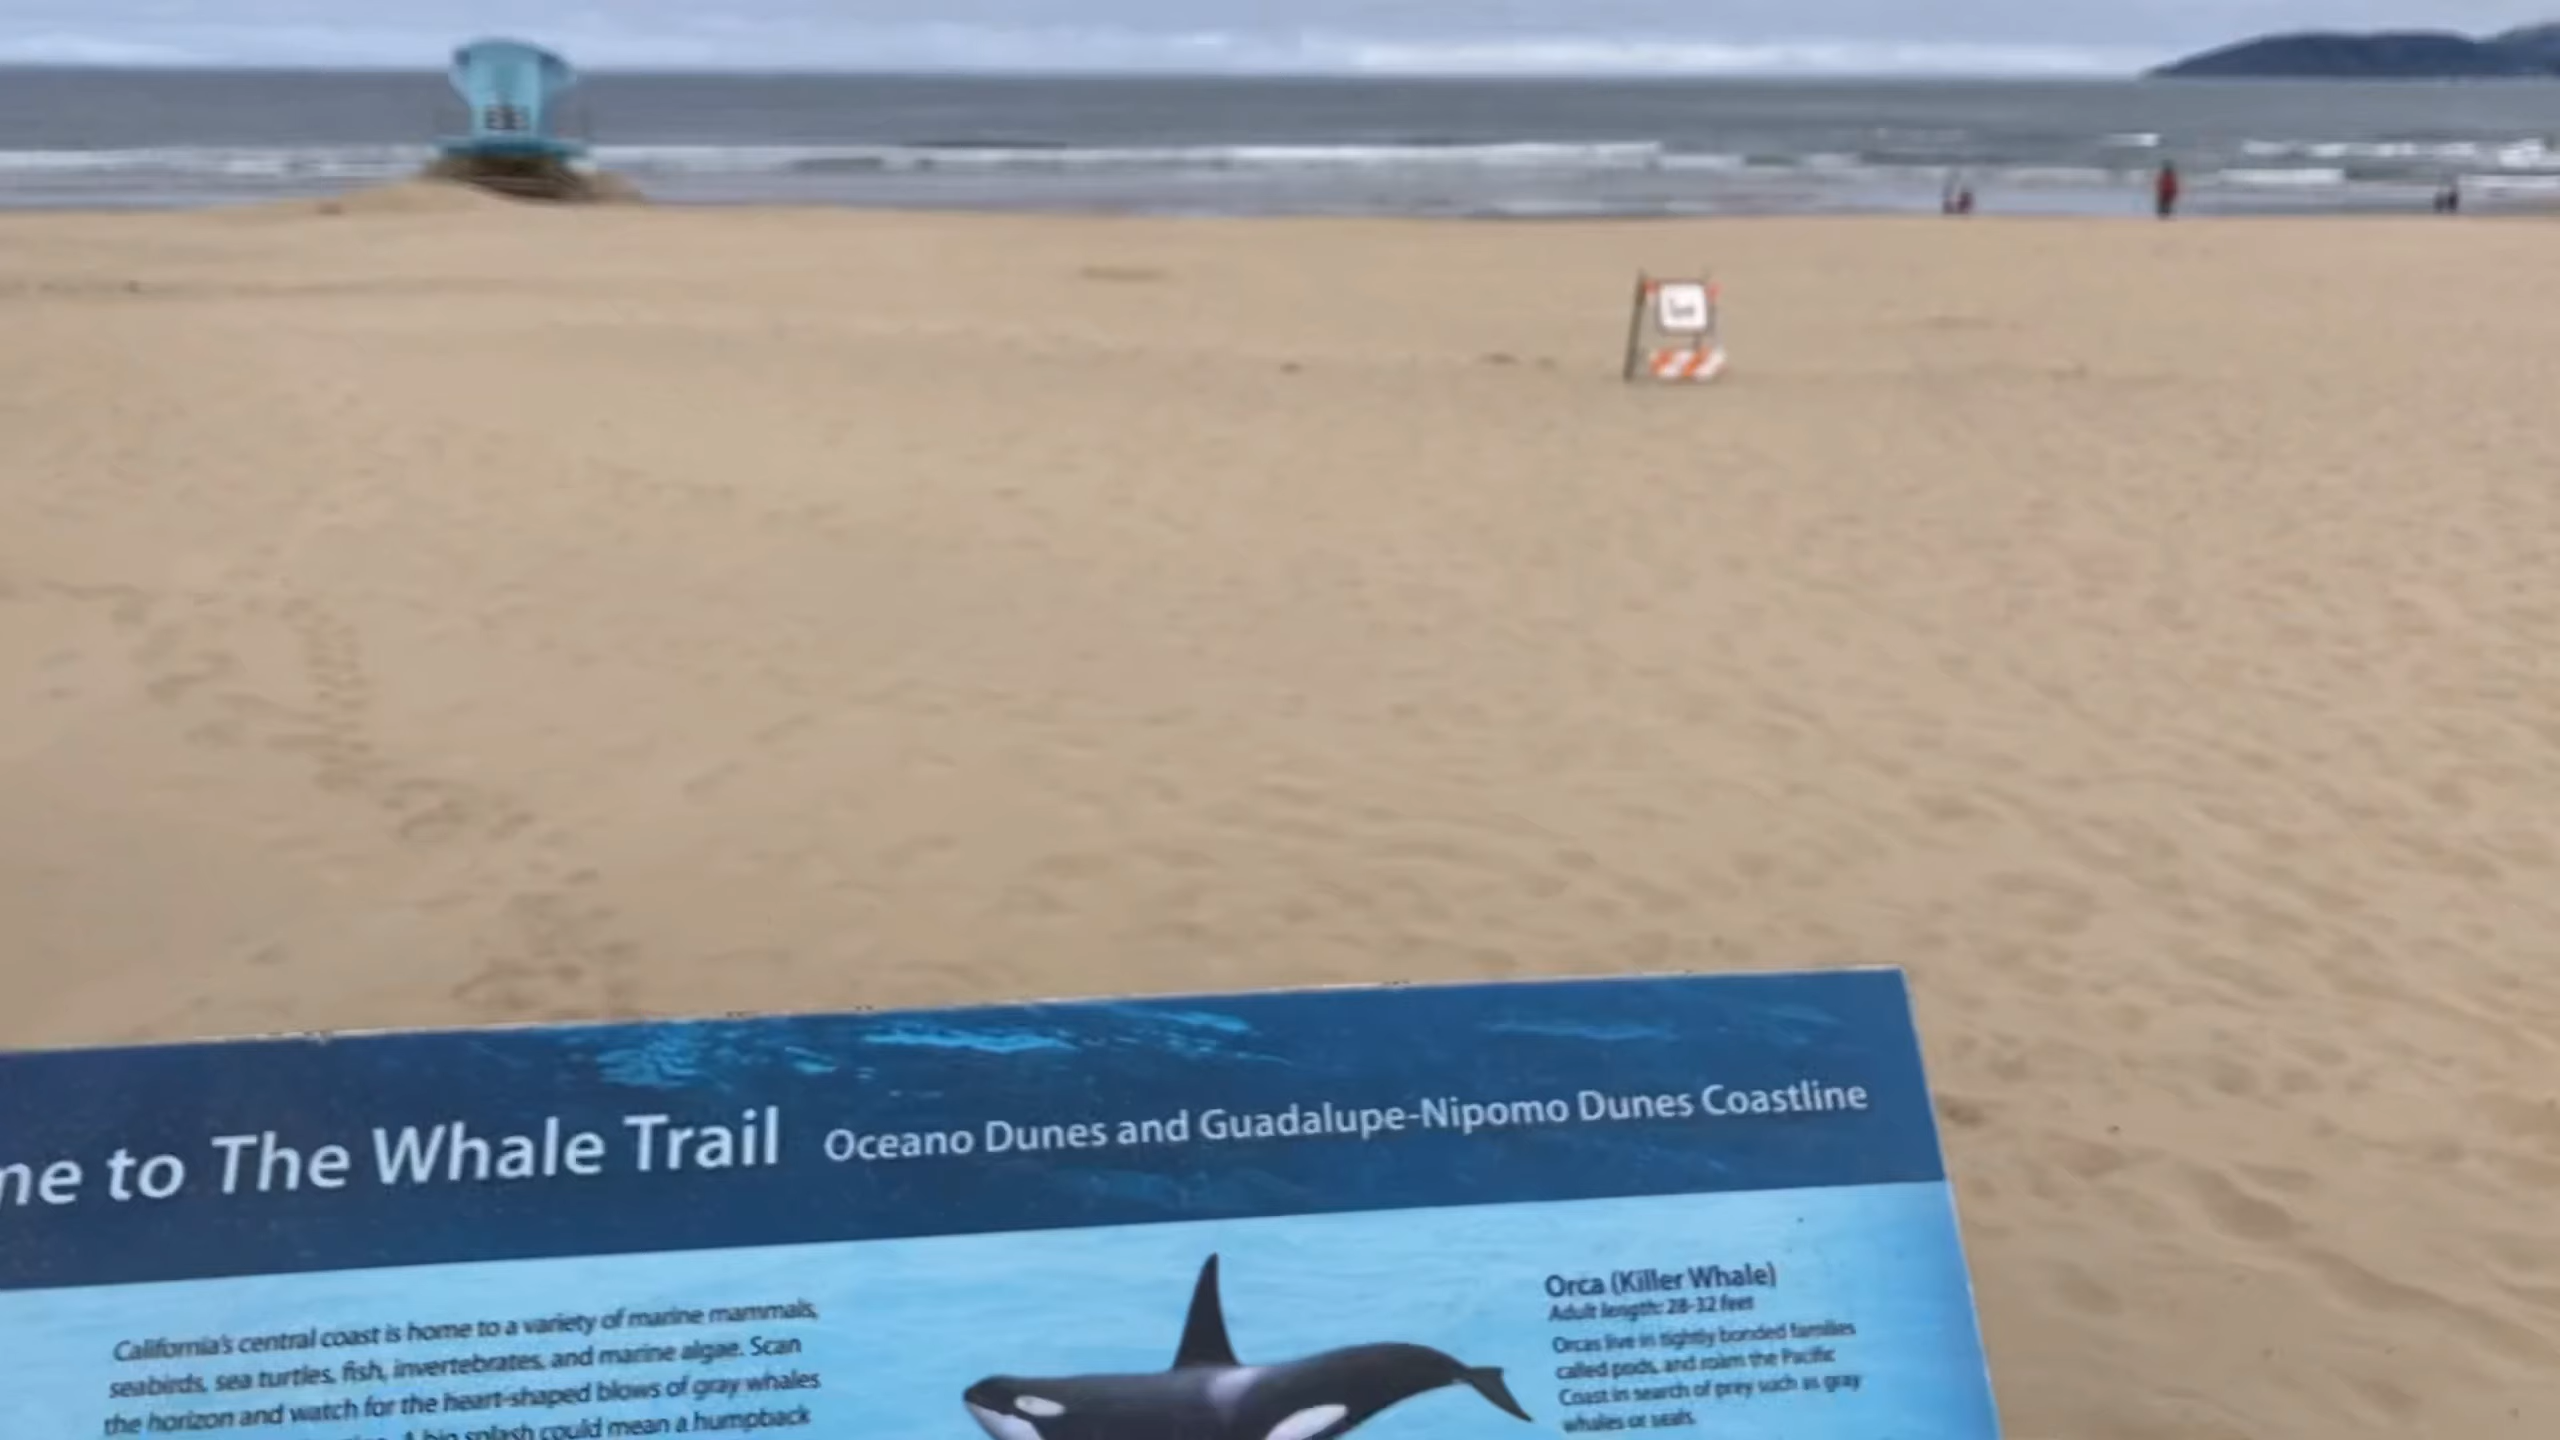 ne to The Whale Trail Oceano Dunes and Guadalupe-Nipomo Dunes Coastline
California's central coast is home to a variety of marine mammals,
seabirds, sea turtles, fish, invertebrates, and marine algae. Scan
the horizon and watch for the heart-shaped blows of gray whales
A big splash could mean a humpback
Orca (Killer Whale)
Adult length: 28-32 feet
Orcas live in tightly bonded families
called pods, and roam the Pacific
Coast in search of prey such as gray
whales or seals.